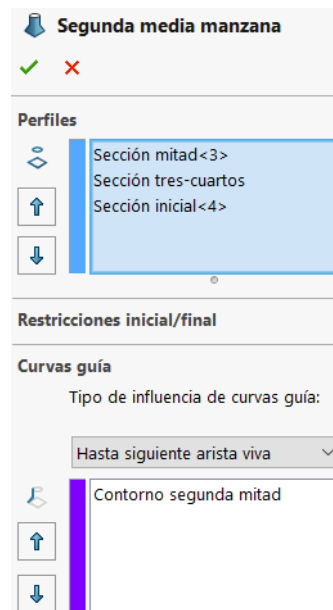 Segunda media manzana
Perfiles
Sección mitad<3>
Sección tres-cuartos
Sección inicial<4>
Restricciones inicial/final
Curvas guía
Tipo de influencia de curvas guía:
Hasta siguiente arista viva
Contorno segunda mitad